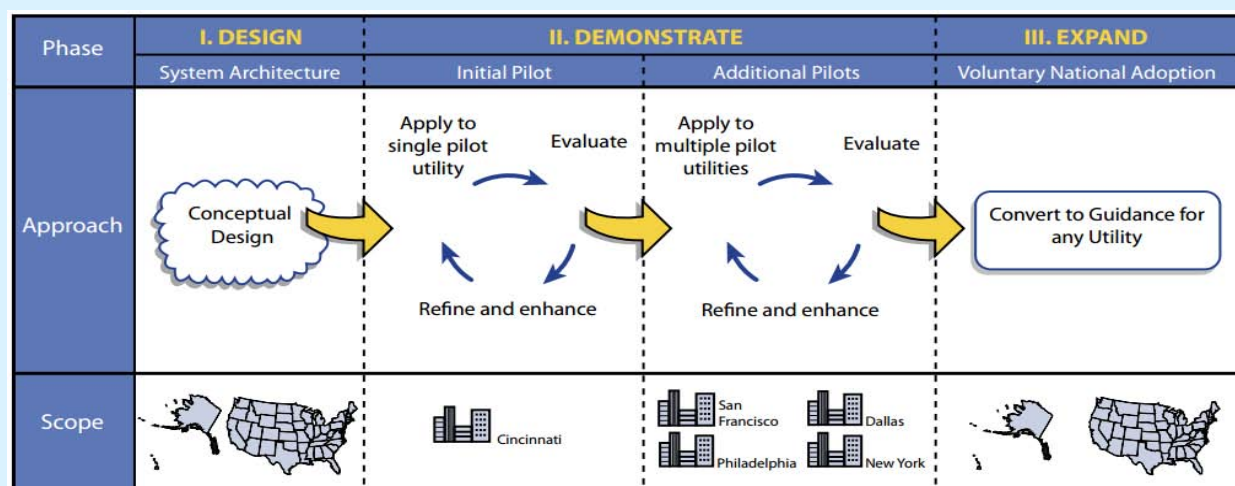 Phase
I. DESIGN
II. DEMONSTRATE
III. EXPAND
System Architecture
Initial Pilot
Additional Pilots
Voluntary National Adoption
Approach
Conceptual
Design
Apply to
single pilot
utility
Evaluate
Refine and enhance
Apply to
multiple pilot
utilities
Evaluate
Refine and enhance
Convert to Guidance for
any Utility
Scope
Cincinnati
San
Francisco
Dallas
Philadelphia
New York